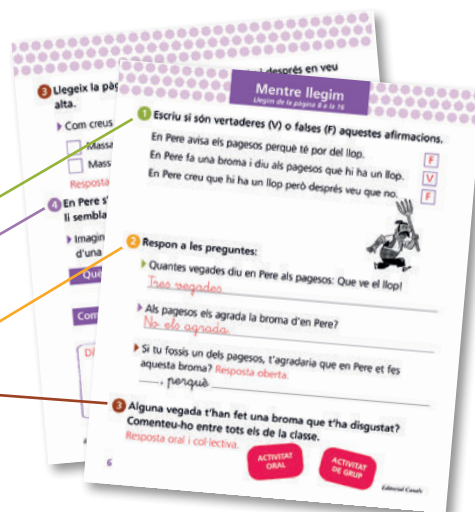 després en veu
3 Llegeix la pàg
alta.
Com creus
Massa
Mass
Resposta
4 En Pere s'
li sembla
Imagin
d'una
Què
Com
Mentre llegim
Llegim de la pàgina 8 a la 16
1 Escriu si són vertaderes (V) o falses (F) aquestes afirmacions.
En Pere avisa els pagesos perquè té por del llop. F
En Pere fa una broma i diu als pagesos que hi ha un llop. V
En Pere creu que hi ha un llop però després veu que no. F
2 Respon a les preguntes:
Quantes vegades diu en Pere als pagesos: Que ve el llop!
Tres vegades
Als pagesos els agrada la broma d'en Pere?
No els agrada.
Si tu fossis un dels pagesos, t'agradaria que en Pere et fes
aquesta broma? Resposta oberta.
, perquè
3 Alguna vegada t'han fet una broma que t'ha disgustat?
Comenteu-ho entre tots els de la classe.
Resposta oral i col·lectiva.
ACTIVITAT
ORAL
ACTIVITAT
DE GRUP
6
Editorial Casals